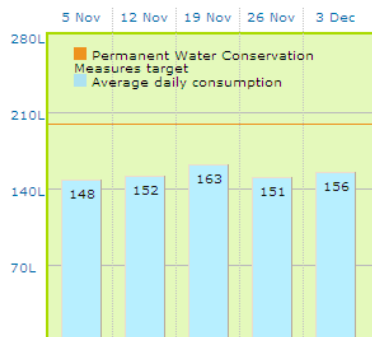 5 Nov 12 Nov 19 Nov 26 Nov 3 Dec
280L
Permanent Water Conservation
Measures target
Average daily consumption
210L
140L
148 152 163 151 156
70L